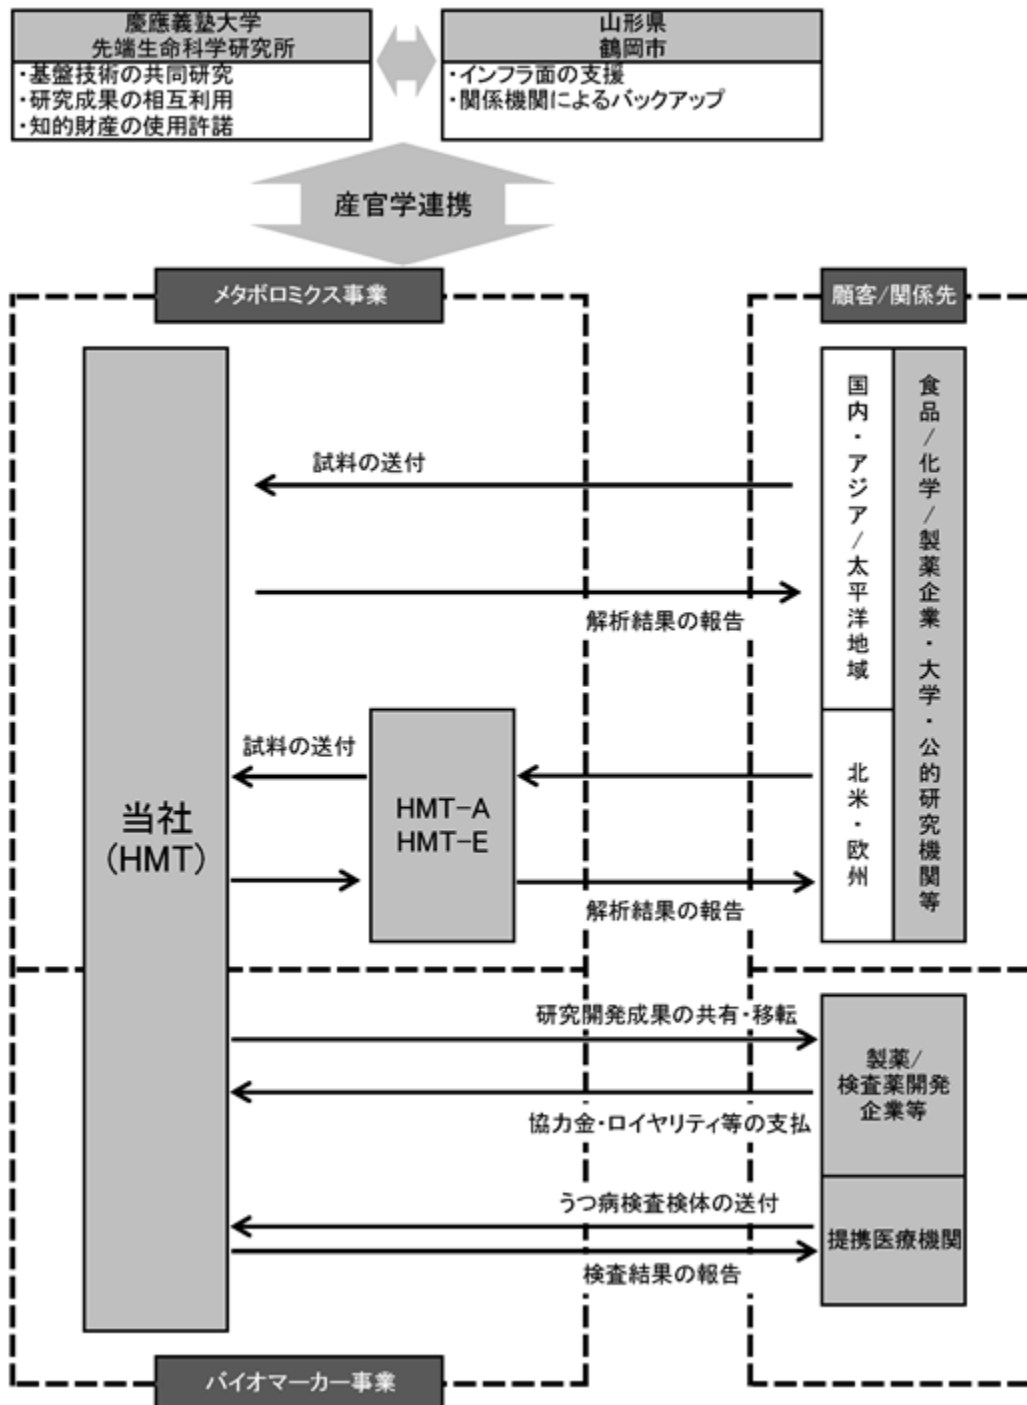 慶應義塾大学
先端生命科学研究所
・基盤技術の共同研究
・研究成果の相互利用
・知的財産の使用許諾
山形県
鶴岡市
・インフラ面の支援
・関係機関によるバックアップ
産官学連携
メタボロミクス事業
顧客/関係先
当社
(HMT)
試料の送付
解析結果の報告
国内・アジア/太平洋地域
食品/化学/製薬企業・大学・公的研究機関等
試料の送付
HMT-A
HMT-E
解析結果の報告
北米・欧州
研究開発成果の共有・移転
協力金・ロイヤリティ等の支払
製薬/
検査薬開発
企業等
うつ病検査検体の送付
検査結果の報告
提携医療機関
バイオマーカー事業